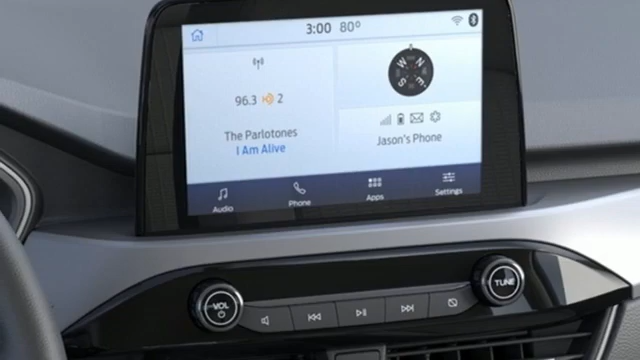 3:00 80°
96.3 2
The Parlotones
I Am Alive
N
E
S
W
Jason's Phone
Audio
Phone
Apps
Settings
VOL
TUNE